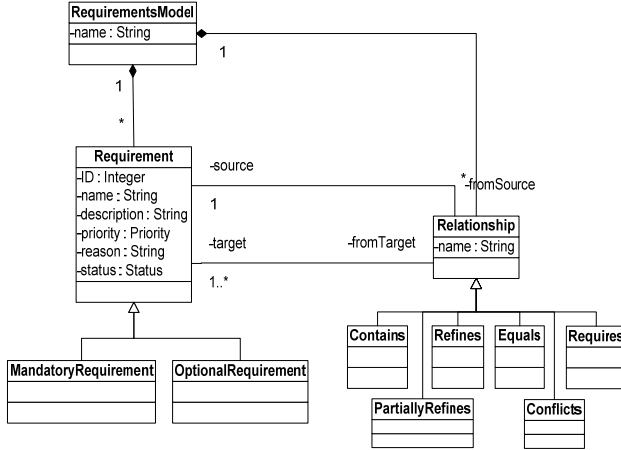 RequirementsModel
-name : String
1
1
*
Requirement
-ID : Integer
-name : String
-description : String
-priority : Priority
-reason : String
-status : Status
-source
1
*
-fromSource
-target
1..*
-fromTarget
Relationship
-name : String
MandatoryRequirement
OptionalRequirement
Contains
Refines
Equals
Requires
PartiallyRefines
Conflicts